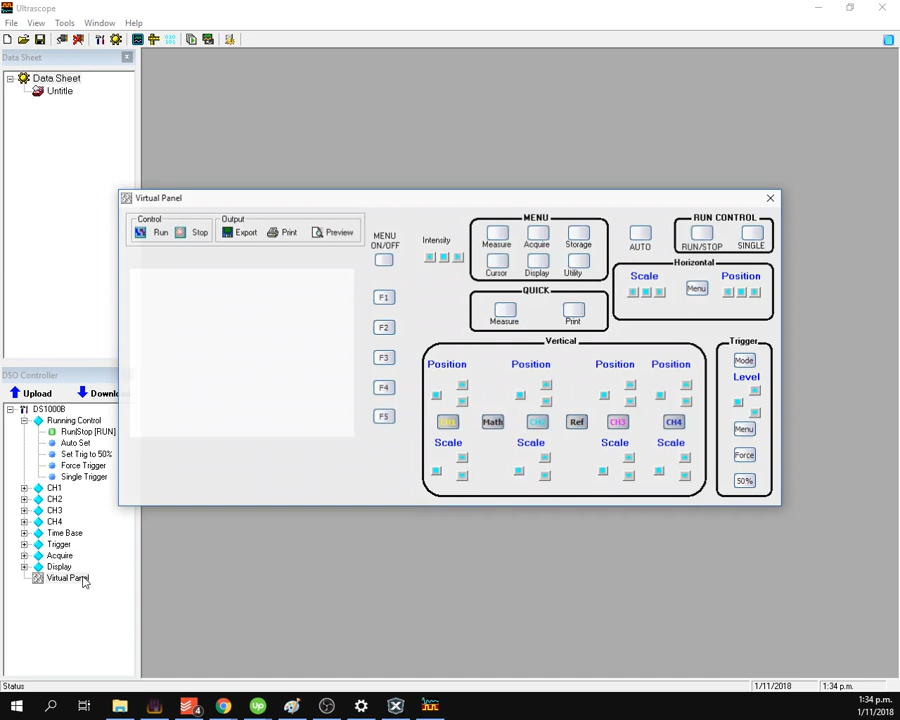 Ultrascope
File View Tools Window Help
Data Sheet
Data Sheet
Untitle
DSO Controller
Upload Downlo
DS1000B
Running Control
Run\Stop [RUN]
Auto Set
Set Trig to 50%
Force Trigger
Single Trigger
CH1
CH2
CH3
CH4
Time Base
Trigger
Acquire
Display
Virtual Panel
Virtual Panel
Control
Run Stop
Output
Export Print Preview
MENU
ON/OFF
F1
F2
F3
F4
F5
Intensity
MENU
Measure Acquire Storage
Cursor Display Utility
QUICK
Measure Print
AUTO
RUN CONTROL
RUN/STOP SINGLE
Horizontal
Scale Menu Position
Vertical
Position Position Position Position
CH1 Math CH2 Ref CH3 CH4
Scale Scale Scale Scale
Trigger
Mode
Level
Menu
Force
50%
Status 1/11/2018 1:34 p.m.
4
up
1:34 p.m.
1/11/2018